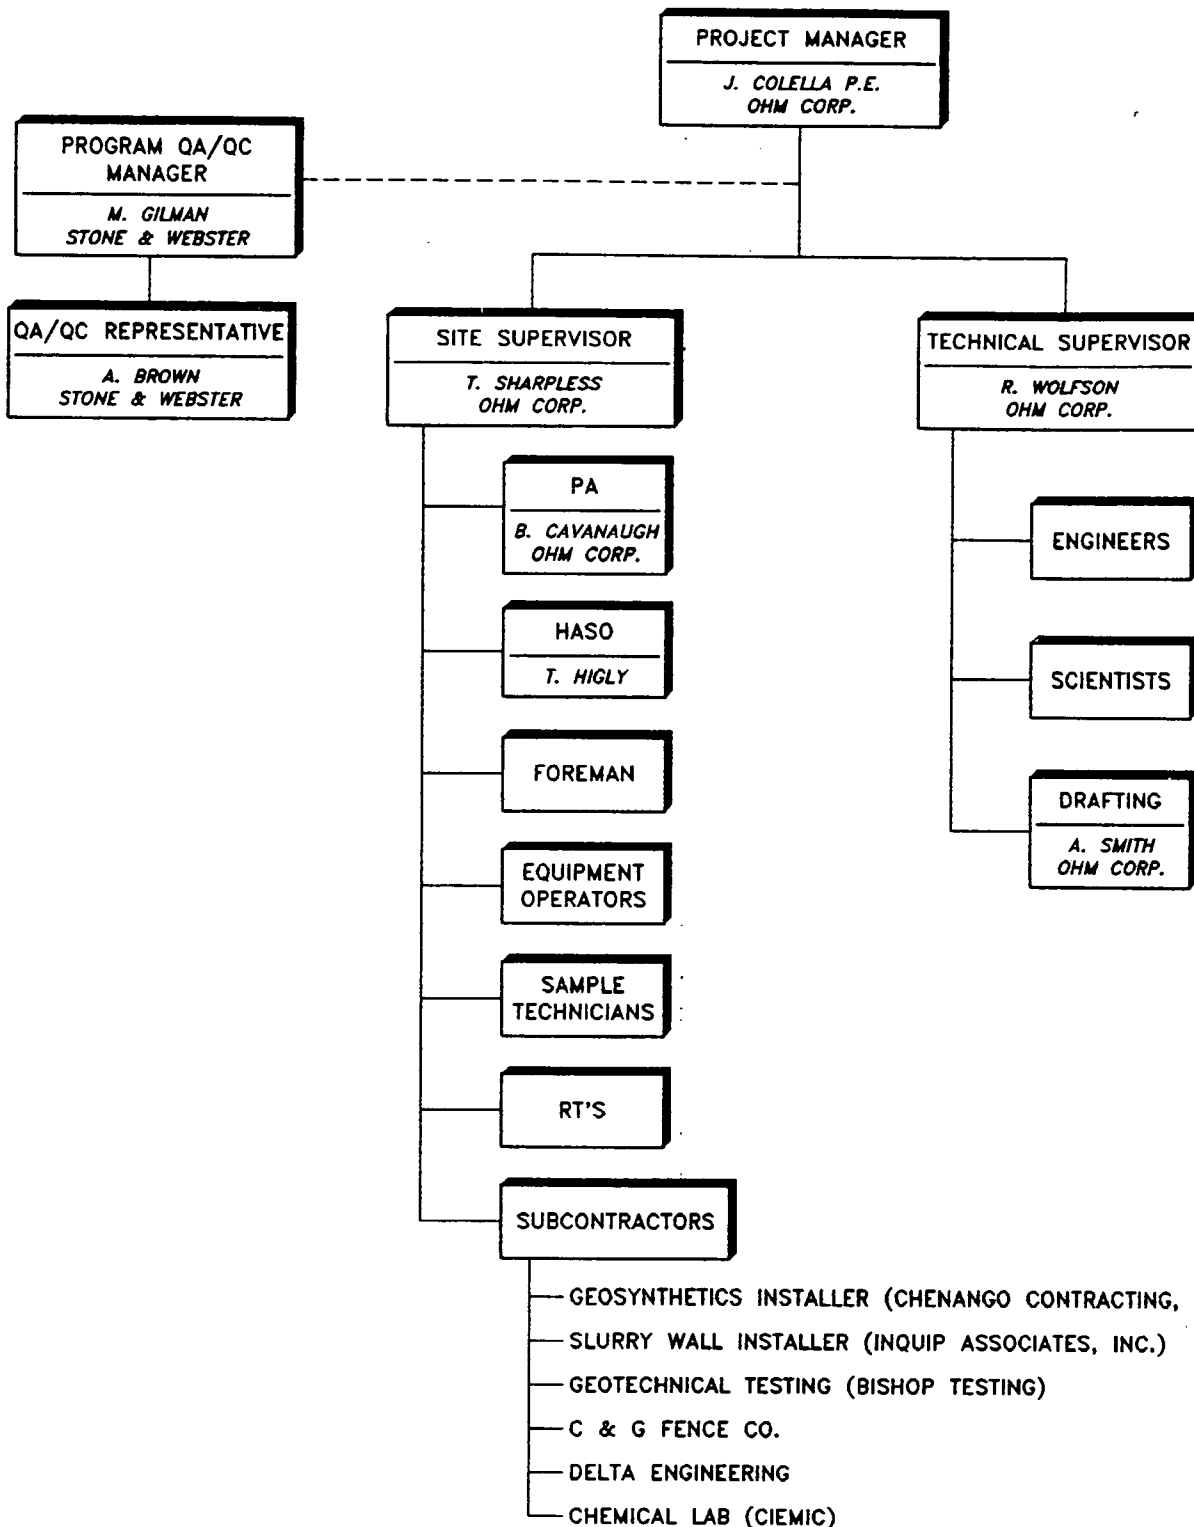 PROJECT MANAGER
J. COLELLA P.E.
OHM CORP.
PROGRAM QA/QC
MANAGER
M. GILMAN
STONE & WEBSTER
QA/QC REPRESENTATIVE
A. BROWN
STONE & WEBSTER
SITE SUPERVISOR
T. SHARPLESS
OHM CORP.
TECHNICAL SUPERVISOR
R. WOLFSON
OHM CORP.
PA
B. CAVANAUGH
OHM CORP.
HASO
T. HIGLY
FOREMAN
EQUIPMENT
OPERATORS
SAMPLE
TECHNICIANS
RT'S
SUBCONTRACTORS
GEOSYNTHETICS INSTALLER (CHENANGO CONTRACTING,
SLURRY WALL INSTALLER (INQUIP ASSOCIATES, INC.)
GEOTECHNICAL TESTING (BISHOP TESTING)
C & G FENCE CO.
DELTA ENGINEERING
CHEMICAL LAB (CIEMIC)
ENGINEERS
SCIENTISTS
DRAFTING
A. SMITH
OHM CORP.